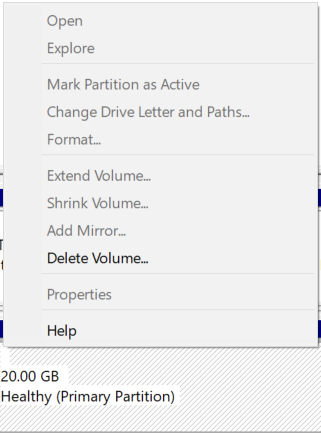 Open
Explore
Mark Partition as Active
Change Drive Letter and Paths...
Format...
Extend Volume...
Shrink Volume...
Add Mirror...
Delete Volume...
Properties
Help
20.00 GB
Healthy (Primary Partition)